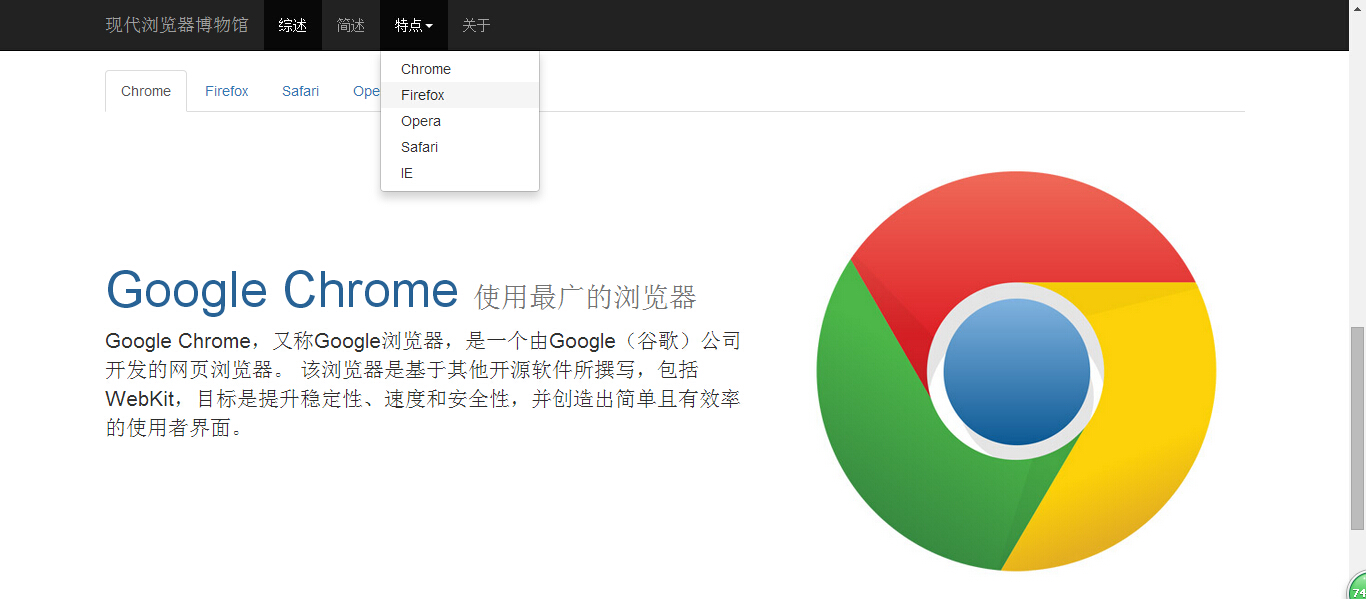 现代浏览器博物馆 综述 简述 特点 关于
Chrome
Firefox
Opera
Safari
IE
Chrome Firefox Safari Ope
Google Chrome 使用最广的浏览器
Google Chrome，又称Google浏览器，是一个由Google（谷歌）公司
开发的网页浏览器。 该浏览器是基于其他开源软件所撰写，包括
WebKit，目标是提升稳定性、速度和安全性，并创造出简单且有效率
的使用者界面。
74